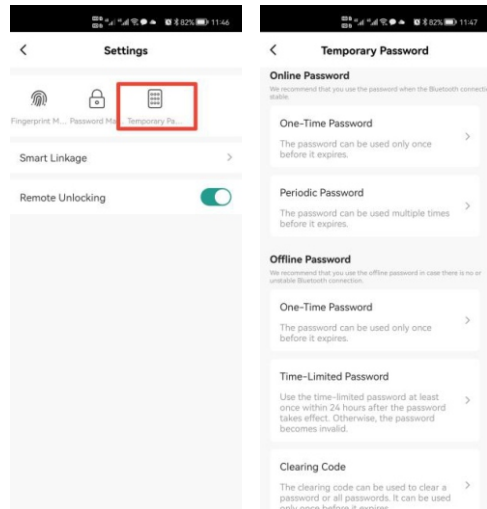 82% 11:46
Settings
Fingerprint M... Password Ma... Temporary Pa...
Smart Linkage
Remote Unlocking
82% 11:47
Temporary Password
Online Password
We recommend that you use the password when the Bluetooth connecti
stable.
One-Time Password
The password can be used only once
before it expires.
Periodic Password
The password can be used multiple times
before it expires.
Offline Password
We recommend that you use the offline password in case there is no or
unstable Bluetooth connection.
One-Time Password
The password can be used only once
before it expires.
Time-Limited Password
Use the time-limited password at least
once within 24 hours after the password
takes effect. Otherwise, the password
becomes invalid.
Clearing Code
The clearing code can be used to clear a
password or all passwords. It can be used
only once before it expires.